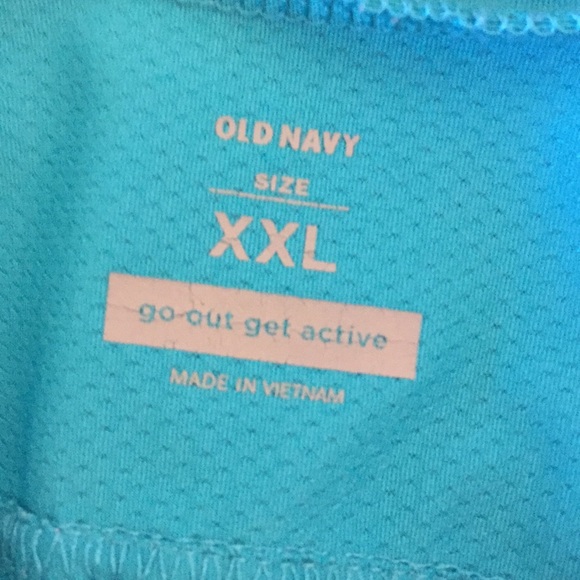 OLD NAVY
SIZE
XXL
go out get active
MADE IN VIETNAM